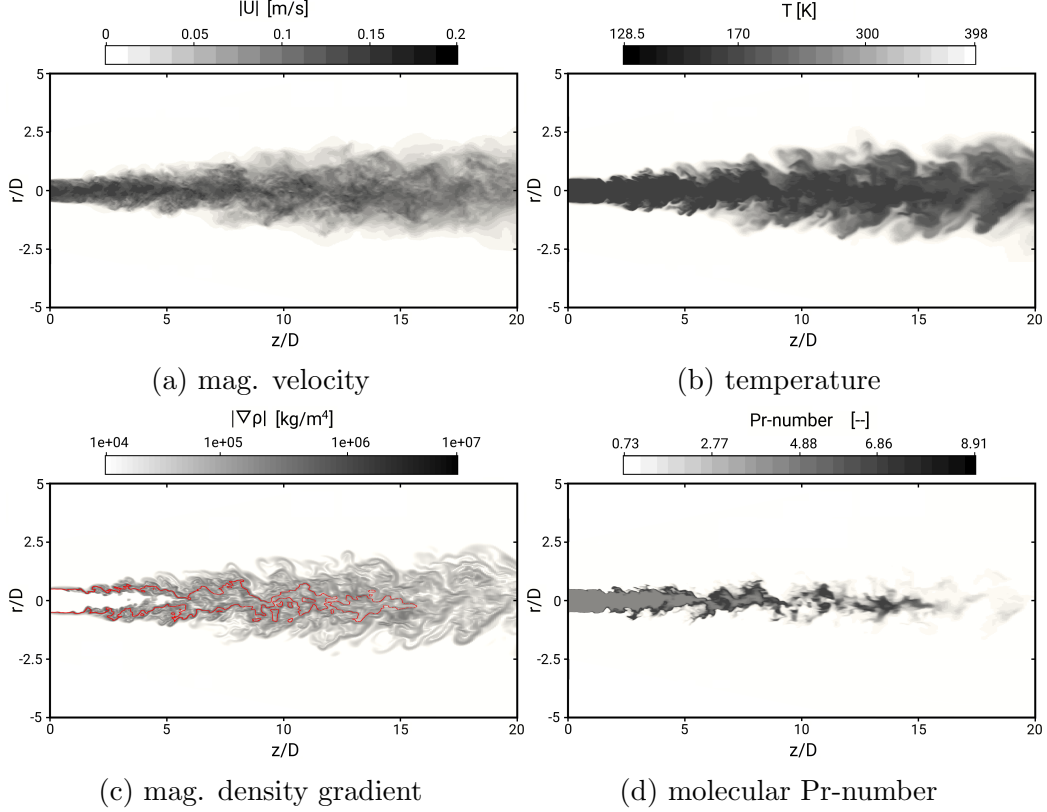 |U| [m/s]
0 0.05 0.1 0.15 0.2
5
2.5
0
-2.5
-5
r/D
0 5 10 15 20
z/D
(a) mag. velocity
T [K]
128.5 170 300 398
5
2.5
0
-2.5
-5
r/D
0 5 10 15 20
z/D
(b) temperature
|∇ρ| [kg/m⁴]
1e+04 1e+05 1e+06 1e+07
5
2.5
0
-2.5
-5
r/D
0 5 10 15 20
z/D
(c) mag. density gradient
Pr-number [--]
0.73 2.77 4.88 6.86 8.91
5
2.5
0
-2.5
-5
r/D
0 5 10 15 20
z/D
(d) molecular Pr-number